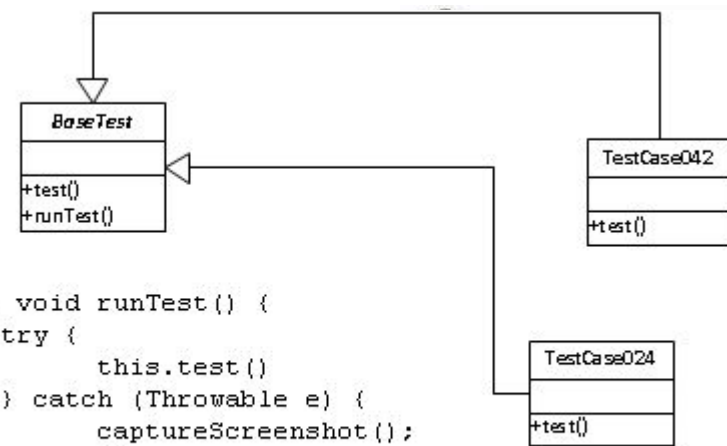 BaseTest
+test()
+runTest()
TestCase042
+test()
void runTest() {
try {
this.test()
} catch (Throwable e) {
captureScreenshot();
TestCase024
+test()